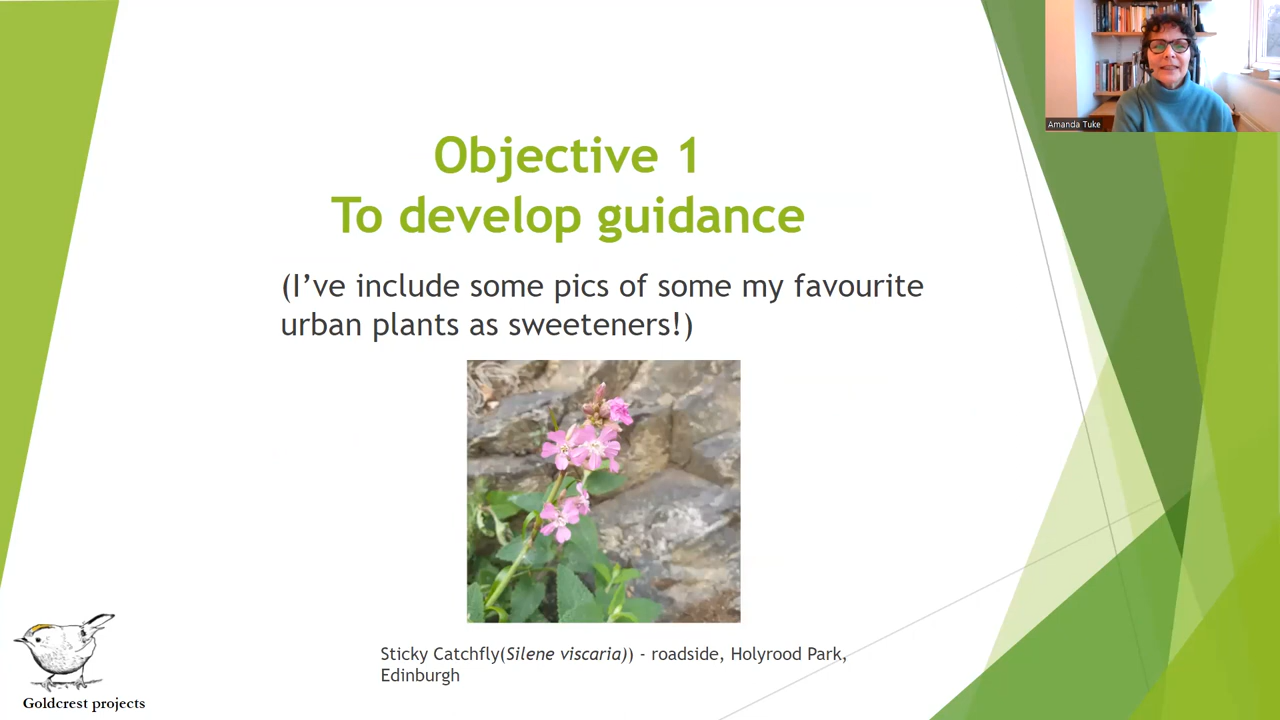 Amanda Tuke
Objective 1
To develop guidance
(I’ve include some pics of some my favourite
urban plants as sweeteners!)
Sticky Catchfly(Silene viscaria)) - roadside, Holyrood Park,
Edinburgh
Goldcrest projects